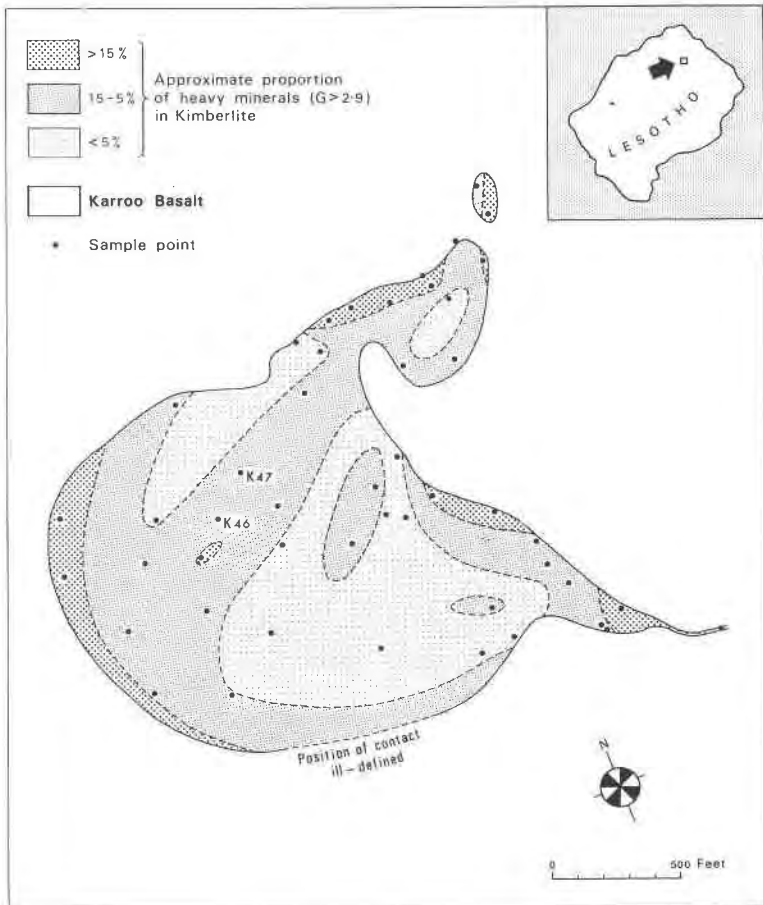 >15%
15-5%
<5%
Approximate proportion
of heavy minerals (G>2·9)
in Kimberlite
Karroo Basalt
Sample point
LESOTHO
K47
K46
Position of contact
ill-defined
N
0 500 Feet